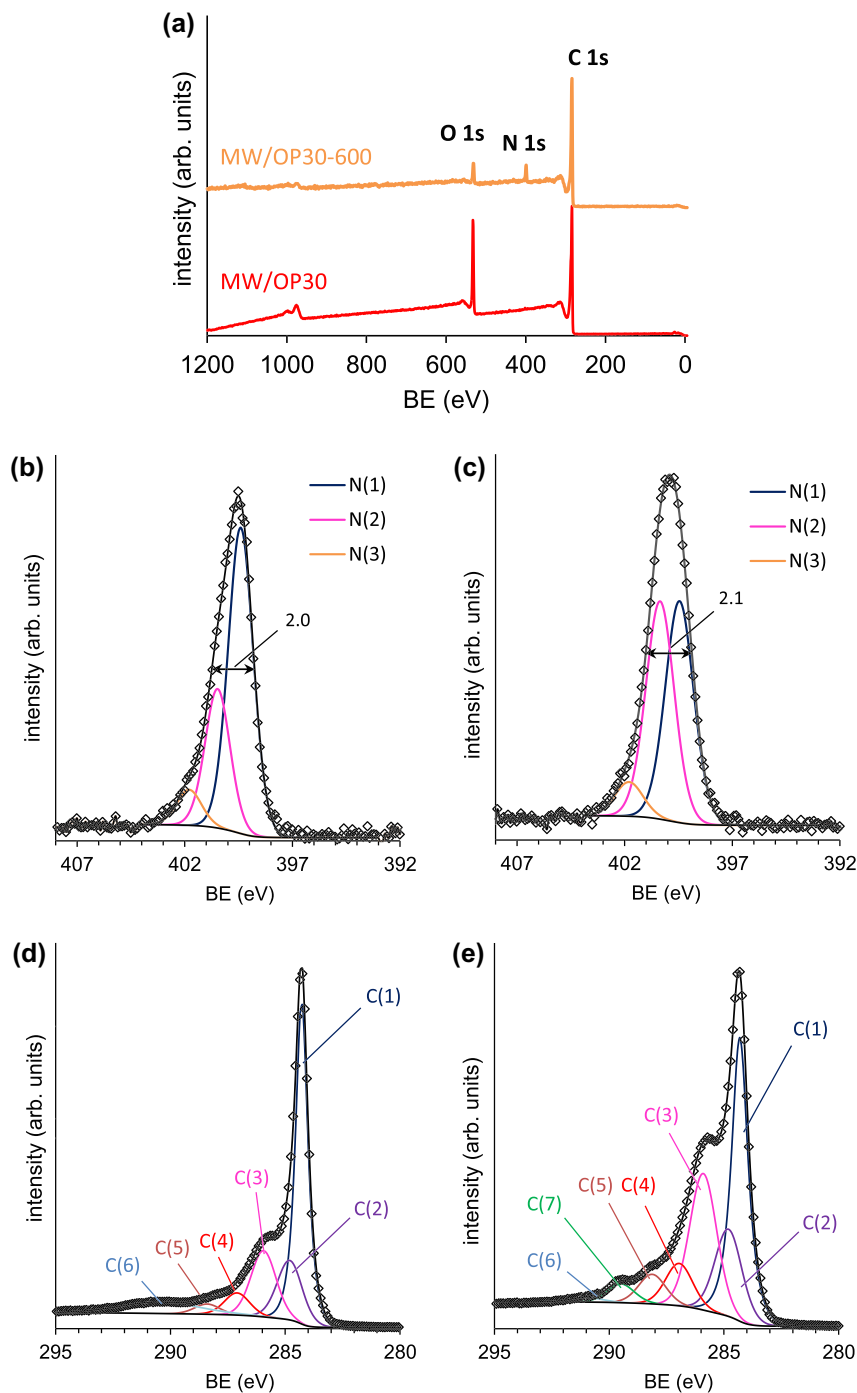 (a)
intensity (arb. units)
C 1s
O 1s
N 1s
MW/OP30-600
MW/OP30
1200 1000 800 600 400 200 0
BE (eV)
(b)
intensity (arb. units)
N(1)
N(2)
N(3)
2.0
407 402 397 392
BE (eV)
(c)
intensity (arb. units)
N(1)
N(2)
N(3)
2.1
407 402 397 392
BE (eV)
(d)
intensity (arb. units)
C(1)
C(3)
C(2)
C(4)
C(5)
C(6)
295 290 285 280
BE (eV)
(e)
intensity (arb. units)
C(1)
C(3)
C(5)
C(4)
C(7)
C(2)
C(6)
295 290 285 280
BE (eV)